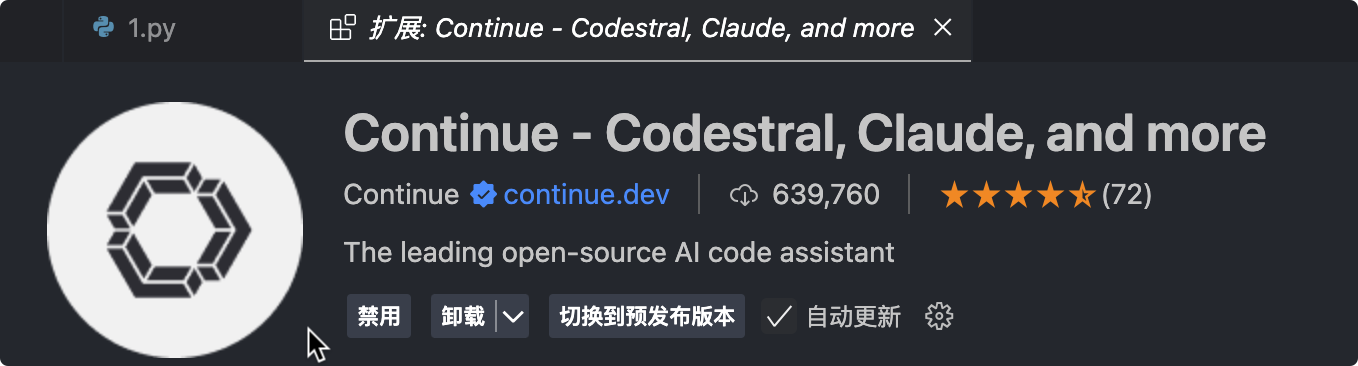 1.py
扩展: Continue - Codestral, Claude, and more
Continue - Codestral, Claude, and more
Continue continue.dev 639,760 (72)
The leading open-source AI code assistant
禁用 卸载 切换到预发布版本 自动更新